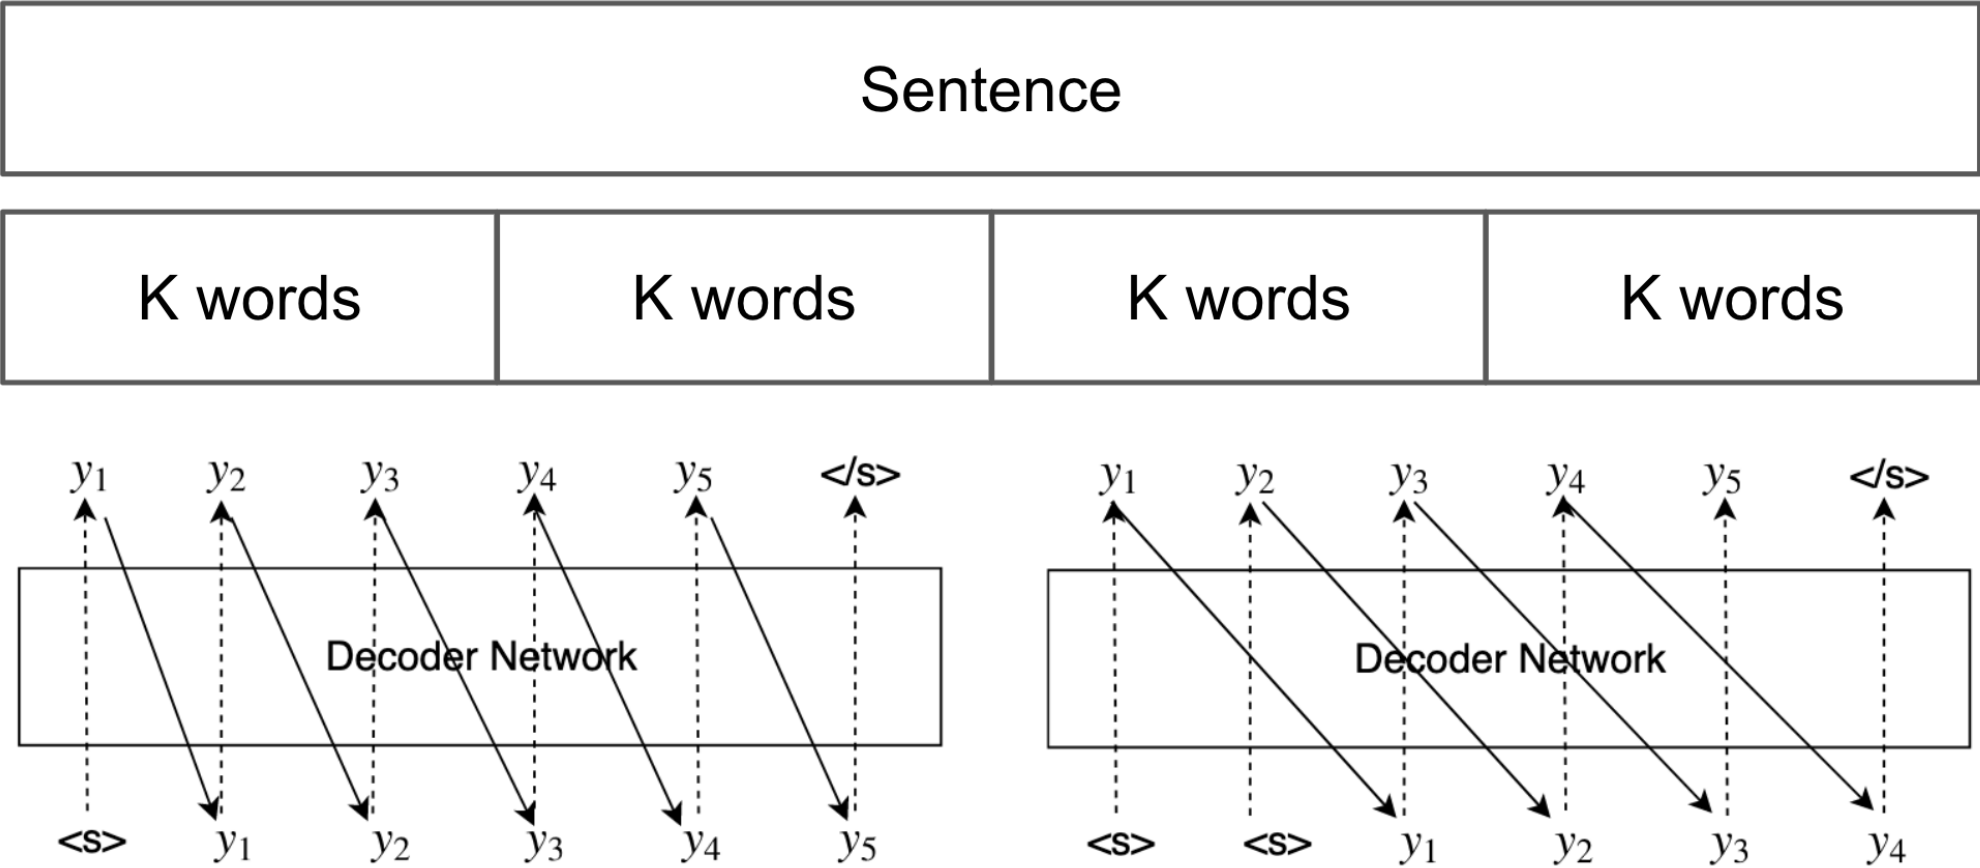 Sentence
K words K words K words K words
y1 y2 y3 y4 y5 </s> y1 y2 y3 y4 y5 </s>
Decoder Network Decoder Network
<s> y1 y2 y3 y4 y5 <s> <s> y1 y2 y3 y4